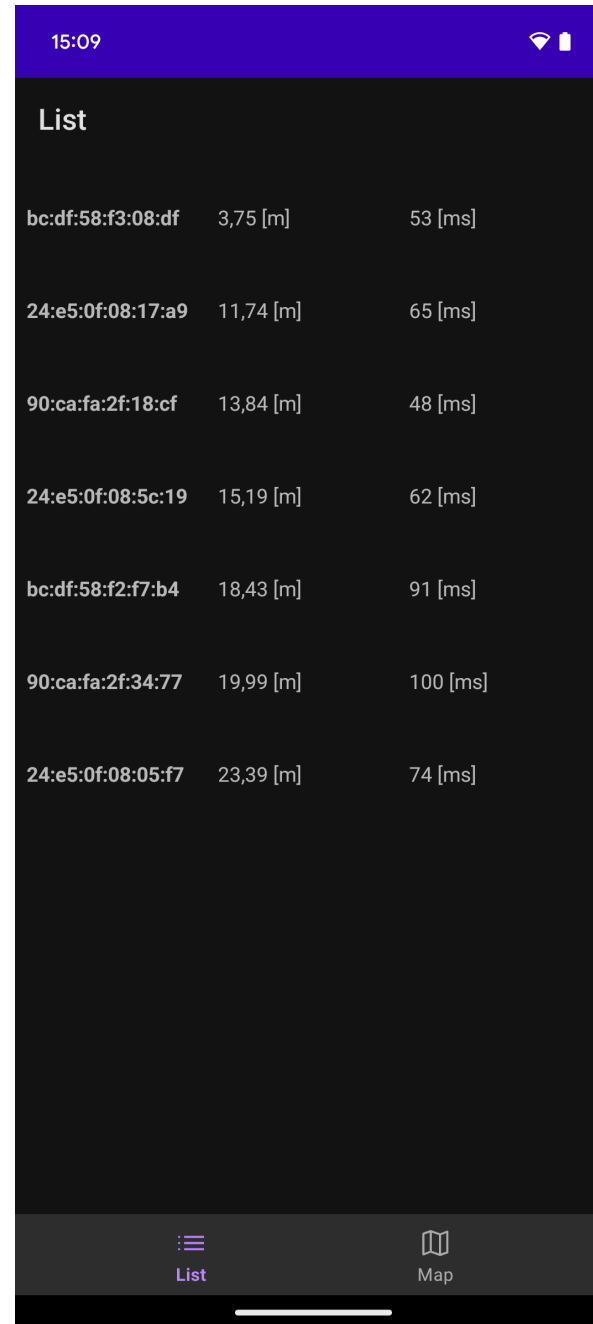 15:09
List
bc:df:58:f3:08:df 3,75 [m] 53 [ms]
24:e5:0f:08:17:a9 11,74 [m] 65 [ms]
90:ca:fa:2f:18:cf 13,84 [m] 48 [ms]
24:e5:0f:08:5c:19 15,19 [m] 62 [ms]
bc:df:58:f2:f7:b4 18,43 [m] 91 [ms]
90:ca:fa:2f:34:77 19,99 [m] 100 [ms]
24:e5:0f:08:05:f7 23,39 [m] 74 [ms]
List Map